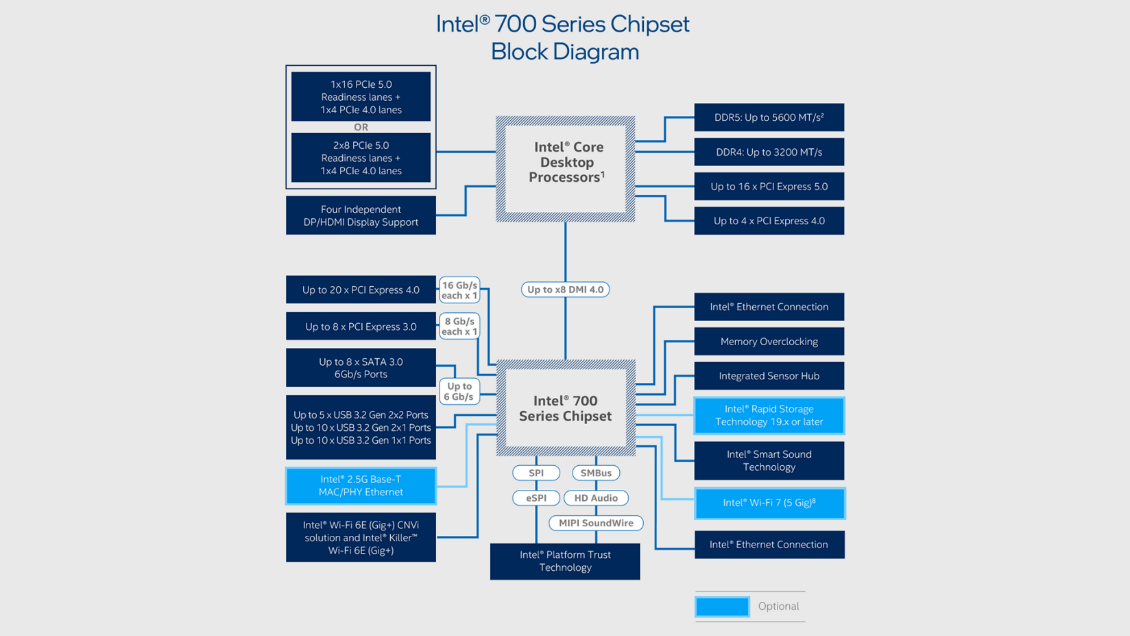 Intel® 700 Series Chipset
Block Diagram
1x16 PCIe 5.0
Readiness lanes +
1x4 PCIe 4.0 lanes
OR
2x8 PCIe 5.0
Readiness lanes +
1x4 PCIe 4.0 lanes
Four Independent
DP/HDMI Display Support
Intel® Core
Desktop
Processors¹
DDR5: Up to 5600 MT/s²
DDR4: Up to 3200 MT/s
Up to 16 x PCI Express 5.0
Up to 4 x PCI Express 4.0
Up to x8 DMI 4.0
Up to 20 x PCI Express 4.0
16 Gb/s
each x 1
Up to 8 x PCI Express 3.0
8 Gb/s
each x 1
Up to 8 x SATA 3.0
6Gb/s Ports
Up to
6 Gb/s
Up to 5 x USB 3.2 Gen 2x2 Ports
Up to 10 x USB 3.2 Gen 2x1 Ports
Up to 10 x USB 3.2 Gen 1x1 Ports
Intel® 2.5G Base-T
MAC/PHY Ethernet
Intel® Wi-Fi 6E (Gig+) CNVi
solution and Intel® Killer™
Wi-Fi 6E (Gig+)
Intel® 700
Series Chipset
SPI
eSPI
SMBus
HD Audio
MIPI SoundWire
Intel® Platform Trust
Technology
Intel® Ethernet Connection
Memory Overclocking
Integrated Sensor Hub
Intel® Rapid Storage
Technology 19.x or later
Intel® Smart Sound
Technology
Intel® Wi-Fi 7 (5 Gig)⁸
Intel® Ethernet Connection
Optional